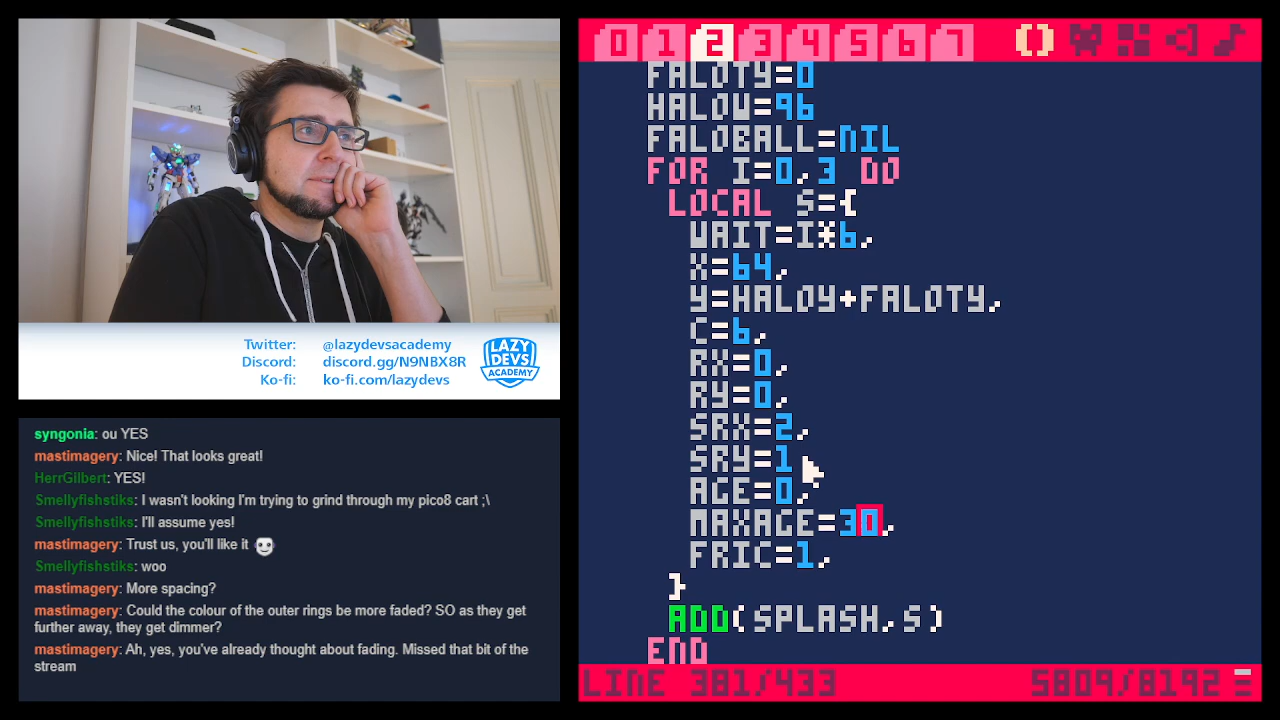 Twitter: @lazydevsacademy
Discord: discord.gg/N9NBX8R
Ko-fi: ko-fi.com/lazydevs
LAZY
DEVS
ACADEMY
syngonia: ou YES
mastimagery: Nice! That looks great!
HerrGilbert: YES!
Smellyfishstiks: I wasn't looking I'm trying to grind through my pico8 cart ;\
Smellyfishstiks: I'll assume yes!
mastimagery: Trust us, you'll like it
Smellyfishstiks: woo
mastimagery: More spacing?
mastimagery: Could the colour of the outer rings be more faded? SO as they get
further away, they get dimmer?
mastimagery: Ah, yes, you've already thought about fading. Missed that bit of the
stream
0 1 2 3 4 5 6 7 ()
FALOTY=0
HALOW=96
FALOBALL=NIL
FOR I=0,3 DO
LOCAL S={
WAIT=I*6,
X=64,
Y=HALOY+FALOTY,
C=6,
RX=0,
RY=0,
SRX=2,
SRY=1
AGE=0,
MAXAGE=30,
FRIC=1,
}
ADD(SPLASH,S)
END
LINE 381/433 5809/8192